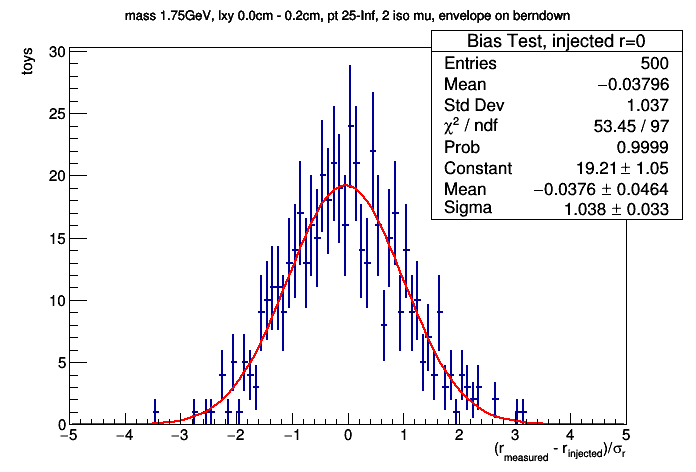 mass 1.75GeV, lxy 0.0cm - 0.2cm, pt 25-Inf, 2 iso mu, envelope on berndown
Bias Test, injected r=0
Entries 500
Mean −0.03796
Std Dev 1.037
χ² / ndf 53.45 / 97
Prob 0.9999
Constant 19.21 ± 1.05
Mean −0.0376 ± 0.0464
Sigma 1.038 ± 0.033
toys
30
25
20
15
10
5
0
−5 −4 −3 −2 −1 0 1 2 3 4 5
(r_measured - r_injected)/σ_r